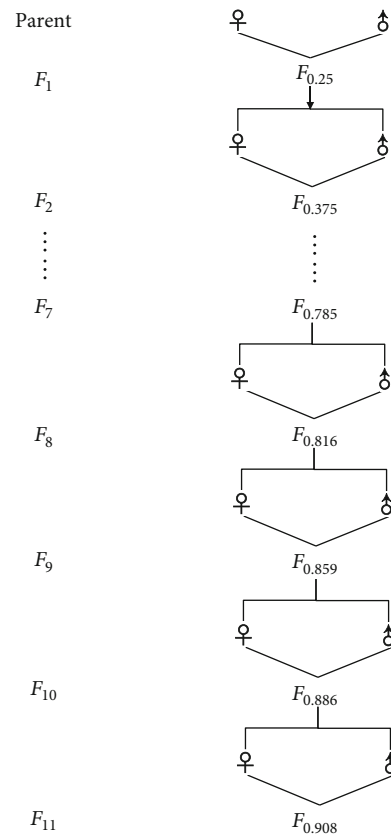 Parent ♀ ♂
F₁ F₀.₂₅
♀ ♂
F₂ F₀.₃₇₅
⋮ ⋮
F₇ F₀.₇₈₅
♀ ♂
F₈ F₀.₈₁₆
♀ ♂
F₉ F₀.₈₅₉
♀ ♂
F₁₀ F₀.₈₈₆
♀ ♂
F₁₁ F₀.₉₀₈